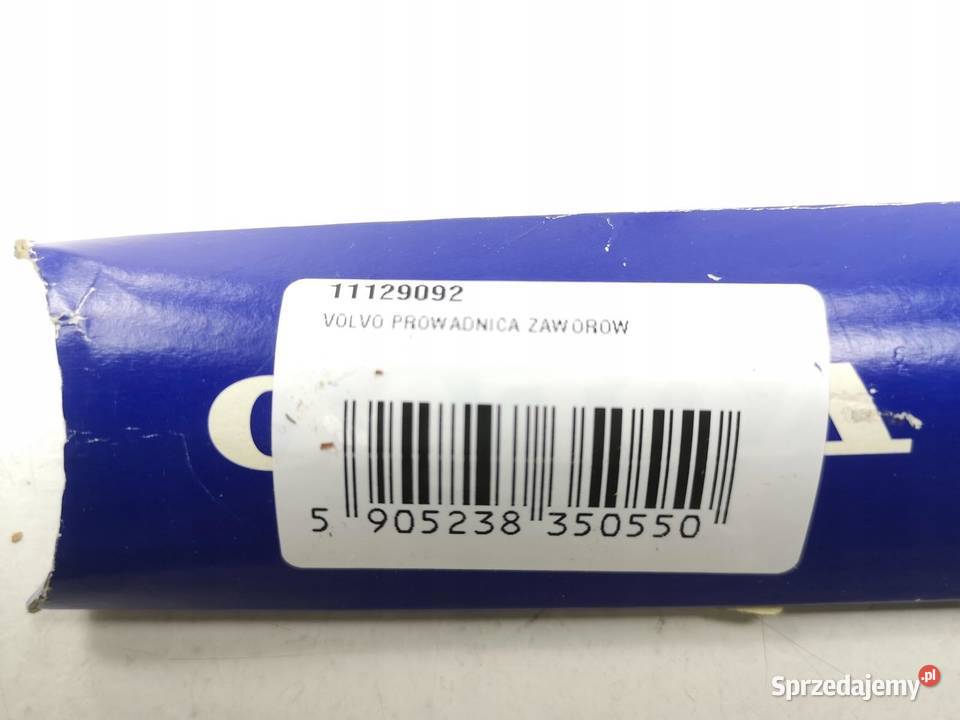 11129092
VOLVO PROWADNICA ZAWOROW
5 905238 350550
Sprzedajemy.pl